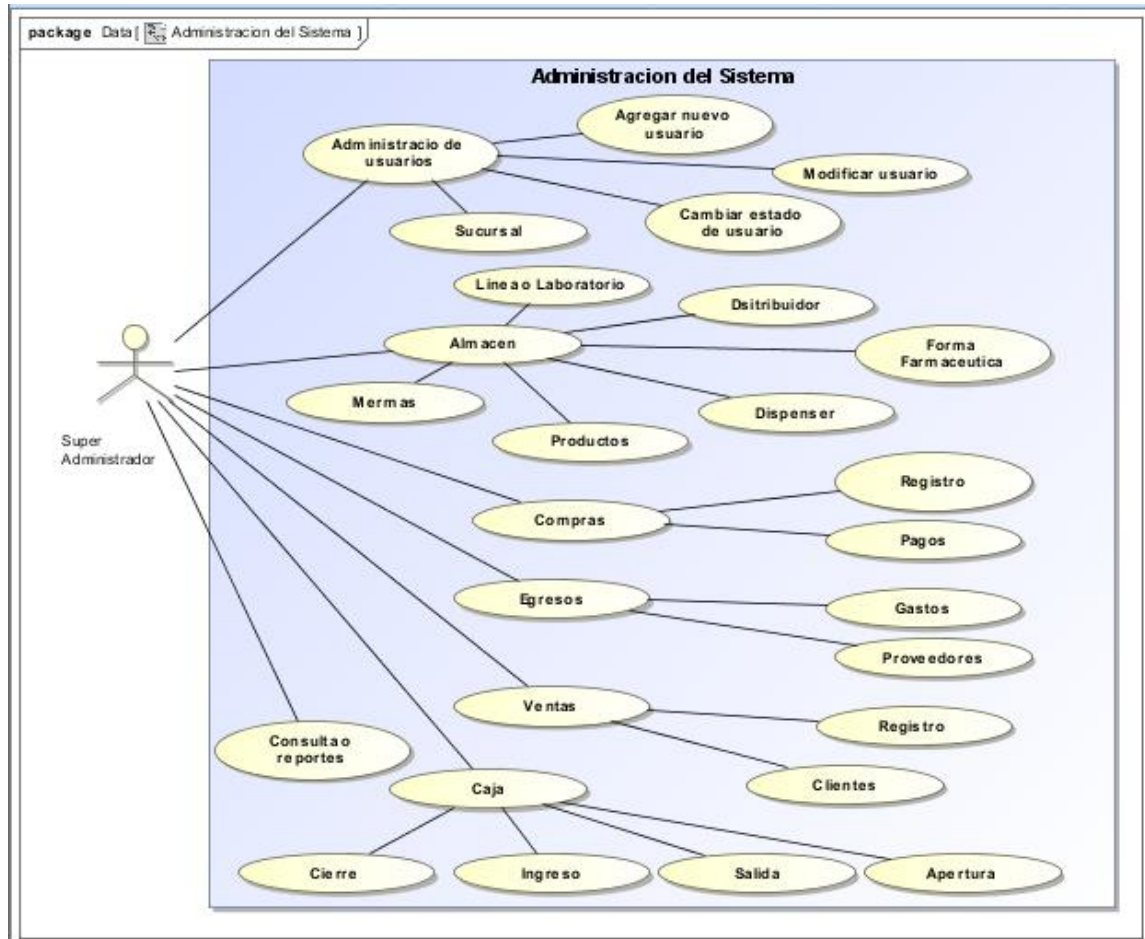 package Data [ Administracion del Sistema ]
Administracion del Sistema
Agregar nuevo
usuario
Administracio de
usuarios
Modificar usuario
Cambiar estado
de usuario
Sucursal
Linea o Laboratorio
Dsitribuidor
Almacen
Forma
Farmaceutica
Mermas
Dispenser
Productos
Super
Administrador
Registro
Compras
Pagos
Egresos
Gastos
Proveedores
Ventas
Registro
Consulta o
reportes
Clientes
Caja
Cierre
Ingreso
Salida
Apertura